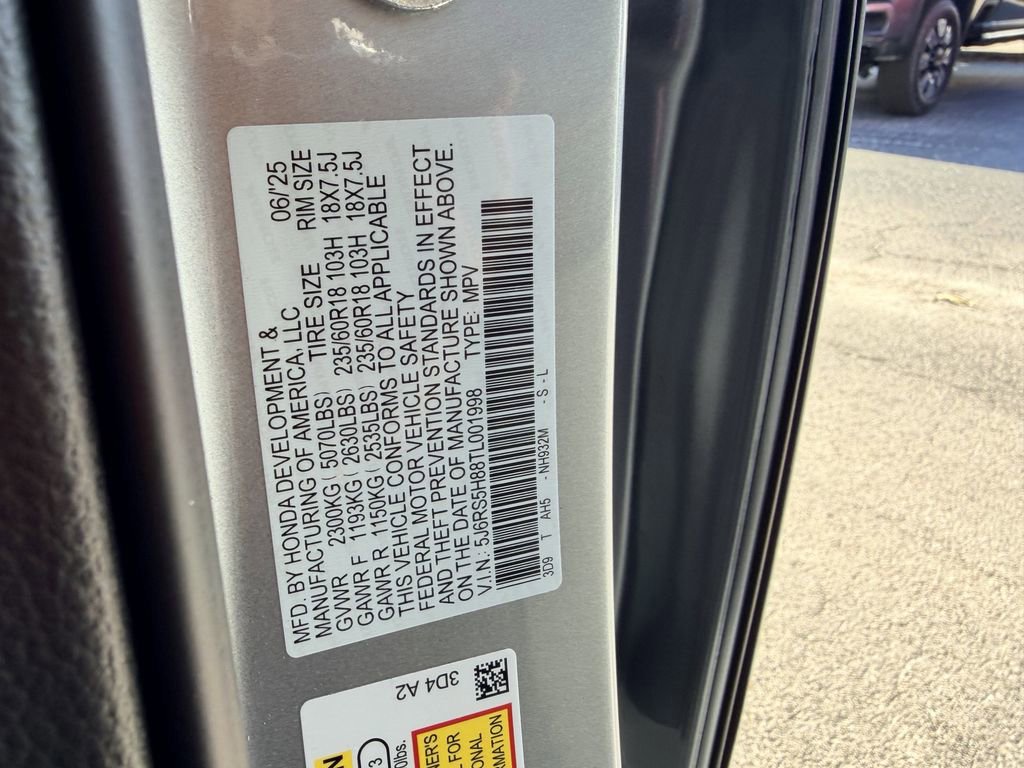 MFD. BY HONDA DEVELOPMENT &
MANUFACTURING OF AMERICA, LLC 06/'25
TIRE SIZE RIM SIZE
GVWR 2300KG ( 5070LBS) 235/60R18 103H 18X7.5J
GAWR F 1193KG ( 2630LBS) 235/60R18 103H 18X7.5J
GAWR R 1150KG ( 2535LBS)
THIS VEHICLE CONFORMS TO ALL APPLICABLE
FEDERAL MOTOR VEHICLE SAFETY
AND THEFT PREVENTION STANDARDS IN EFFECT
ON THE DATE OF MANUFACTURE SHOWN ABOVE.
V.I.N.: 5J6RS5H88TL001998 TYPE: MPV
3D9 T AH5 - NH932M - S - L
3D4 A2
3
lbs.
FOR